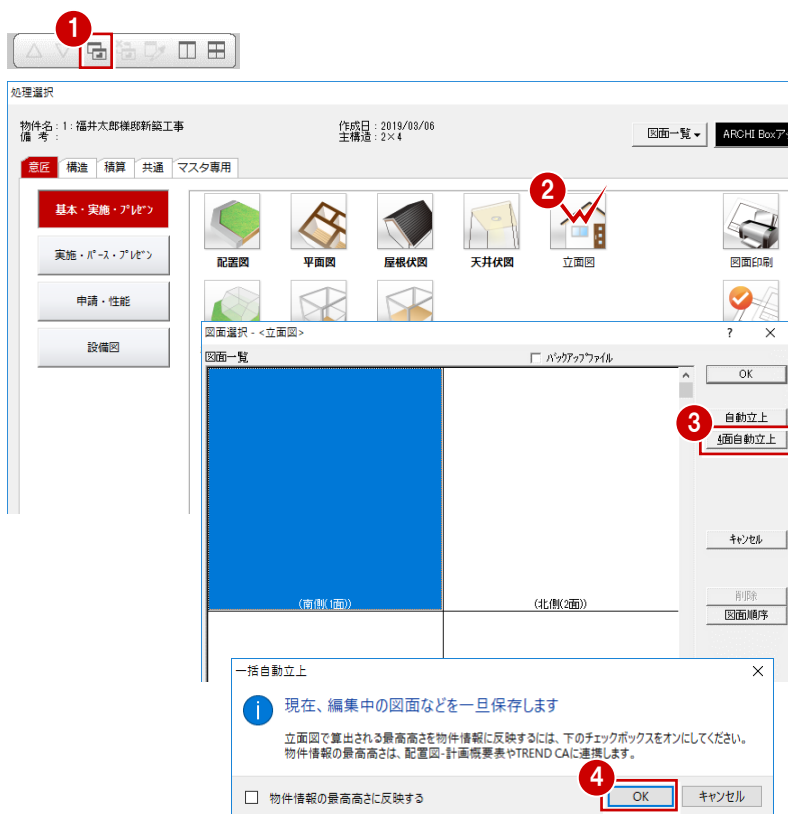 1
処理選択
物件名：1：福井太郎様邸新築工事
作成日：2019/03/06
備 考：
主構造：2×4
図面一覧
ARCHI Boxア
意匠 構造 積算 共通 マスタ専用
基本・実施・プレゼン
実施・パース・プレゼン
申請・性能
設備図
2
配置図 平面図 屋根伏図 天井伏図 立面図 図面印刷
図面選択 - <立面図>
? ×
図面一覧
バックアップファイル
OK
自動立上
3
4面自動立上
キャンセル
削除
図面順序
(南側(1面))
(北側(2面))
一括自動立上
現在、編集中の図面などを一旦保存します
立面図で算出される最高高さを物件情報に反映するには、下のチェックボックスをオンにしてください。
物件情報の最高高さは、配置図-計画概要表やTREND CAに連携します。
4
物件情報の最高高さに反映する
OK
キャンセル